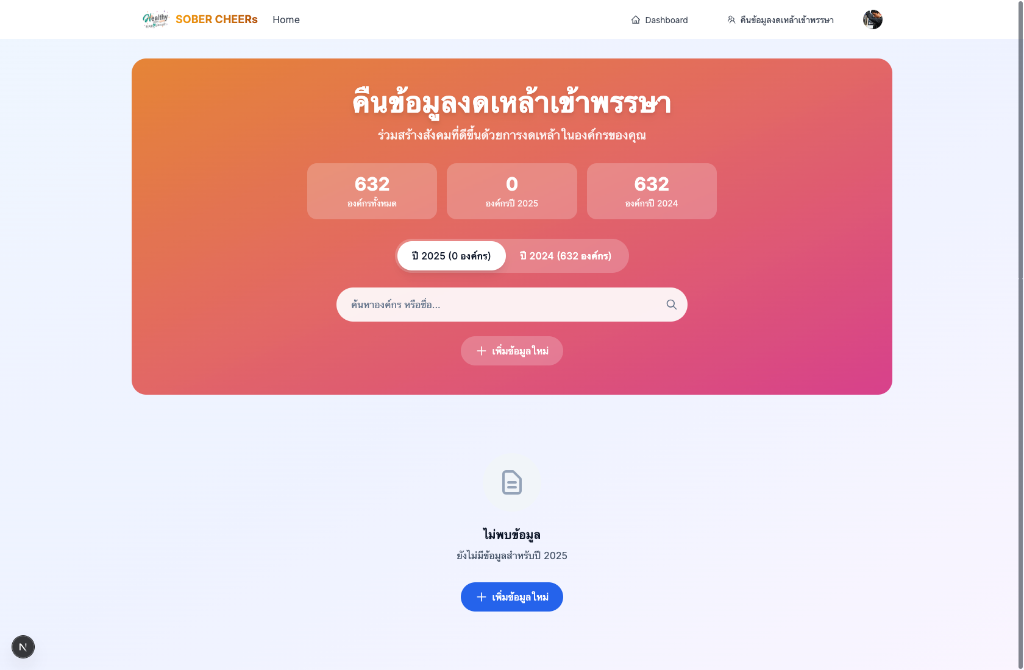 Healthy
SOBER CHEERs
Home
Dashboard
คืนข้อมูลงดเหล้าเข้าพรรษา
คืนข้อมูลงดเหล้าเข้าพรรษา
ร่วมสร้างสังคมที่ดีขึ้นด้วยการงดเหล้าในองค์กรของคุณ
632
องค์กรทั้งหมด
0
องค์กรปี 2025
632
องค์กรปี 2024
ปี 2025 (0 องค์กร)
ปี 2024 (632 องค์กร)
ค้นหาองค์กร หรือชื่อ...
เพิ่มข้อมูลใหม่
ไม่พบข้อมูล
ยังไม่มีข้อมูลสำหรับปี 2025
เพิ่มข้อมูลใหม่
N